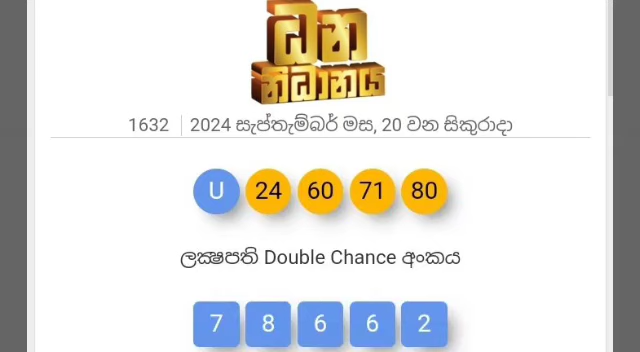 ධන
නිධානය
1632 2024 සැප්තැම්බර් මස, 20 වන සිකුරාදා
U 24 60 71 80
ලක්‍ෂපති Double Chance අංකය
7 8 6 6 2